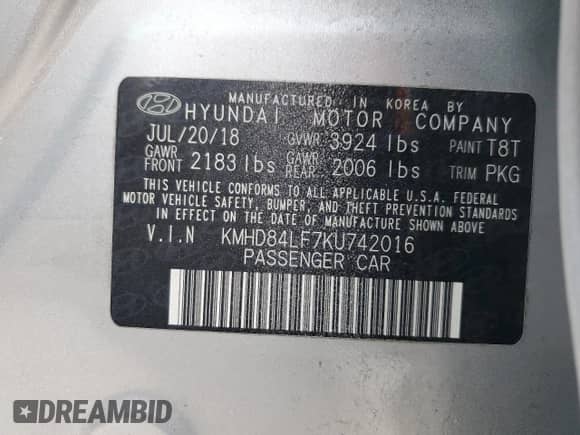 MANUFACTURED IN KOREA BY
HYUNDAI MOTOR COMPANY
JUL/20/18 GVWR 3924 lbs PAINT T8T
GAWR FRONT 2183 lbs GAWR REAR 2006 lbs TRIM PKG
THIS VEHICLE CONFORMS TO ALL APPLICABLE U.S.A. FEDERAL
MOTOR VEHICLE SAFETY, BUMPER, AND THEFT PREVENTION STANDARDS
IN EFFECT ON THE DATE OF MANUFACTURE SHOWN ABOVE.
V.I.N KMHD84LF7KU742016
PASSENGER CAR
DREAMBID